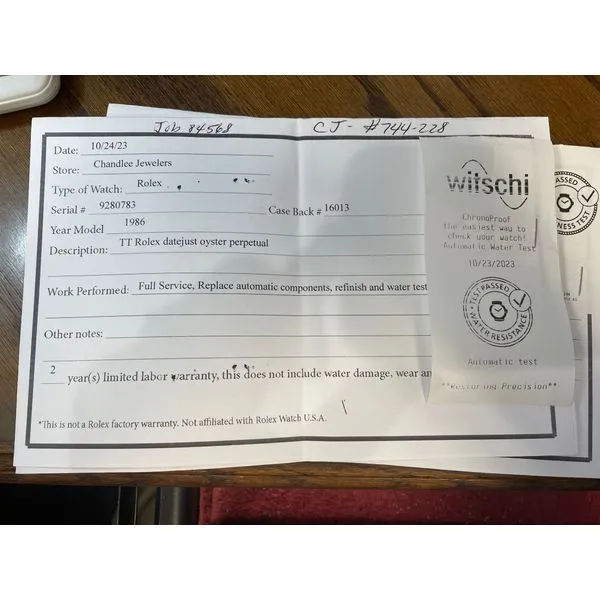 Job 84568 CJ- #744-228
Date: 10/24/23
Store: Chandlee Jewelers
Type of Watch: Rolex
Serial # 9280783 Case Back # 16013
Year Model 1986
Description: TT Rolex datejust oyster perpetual
Work Performed: Full Service, Replace automatic components, refinish and water test
Other notes:
2 year(s) limited labor warranty, this does not include water damage, wear an
*This is not a Rolex factory warranty. Not affiliated with Rolex Watch U.S.A.
witschi
ChronoProof
the easiest way to
check your watch!
Automatic Water Test
10/23/2023
TEST PASSED
WATER RESISTANCE
Automatic test
**Restoring Precision**
PASSED
NESS TEST